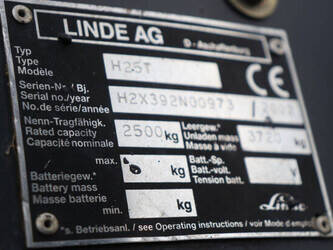 LINDE AG
D - Aschaffenburg
Typ
Type
Modèle
H25T
CE
Serien-Nr./ Bj.
Serial no./year
No.de série/année
H2X392N00973 / 2002
Nenn-Tragfähigk.
Rated capacity
Capacité nominale
2500 kg
Leergew.*
Unladen mass
Masse à vide
3720 kg
Batteriegew.*
Battery mass
Masse batterie
max. kg
min. kg
Batt.-Sp.
Batt.-volt.
Tension batt.
V
Linde
*s. Betriebsanl. / see Operating instructions / voir Mode d'emploi